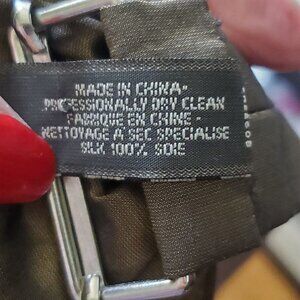 MADE IN CHINA-
PROFESSIONALLY DRY CLEAN
FABRIQUE EN CHINE -
NETTOYAGE A SEC SPECIALISE
SILK 100% SOIE